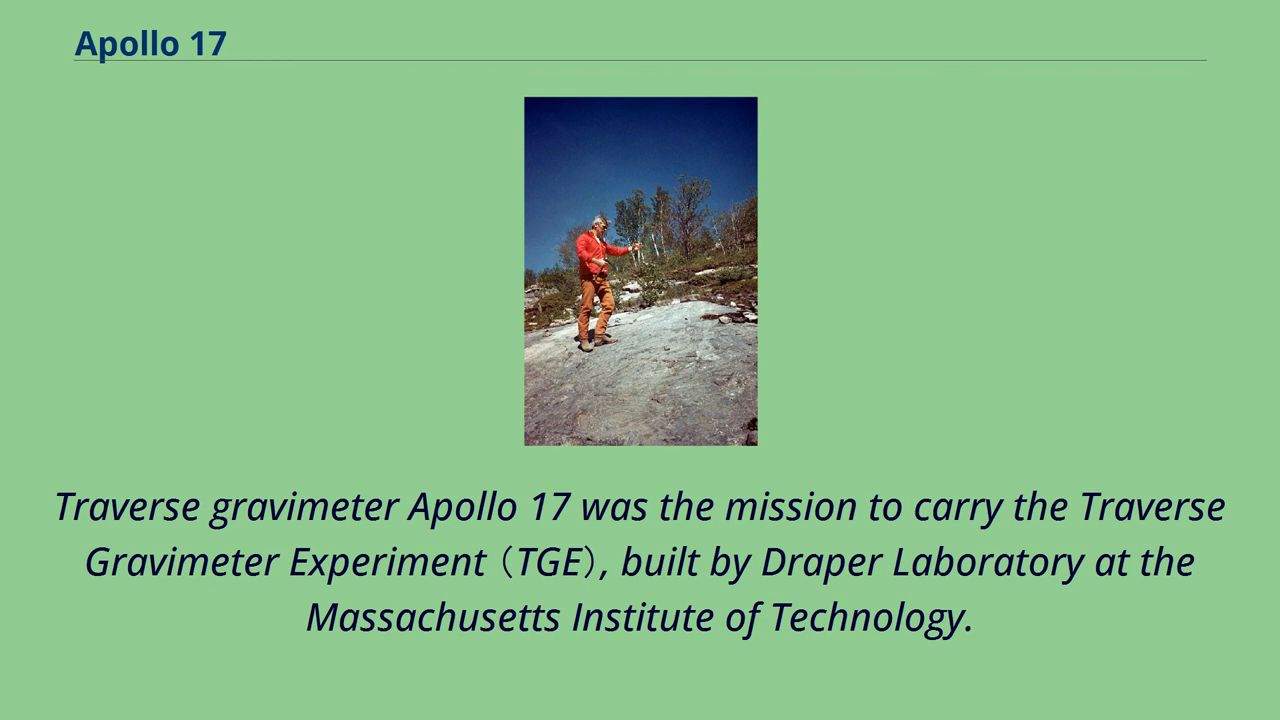 Apollo 17
Traverse gravimeter Apollo 17 was the mission to carry the Traverse
Gravimeter Experiment（TGE）, built by Draper Laboratory at the
Massachusetts Institute of Technology.